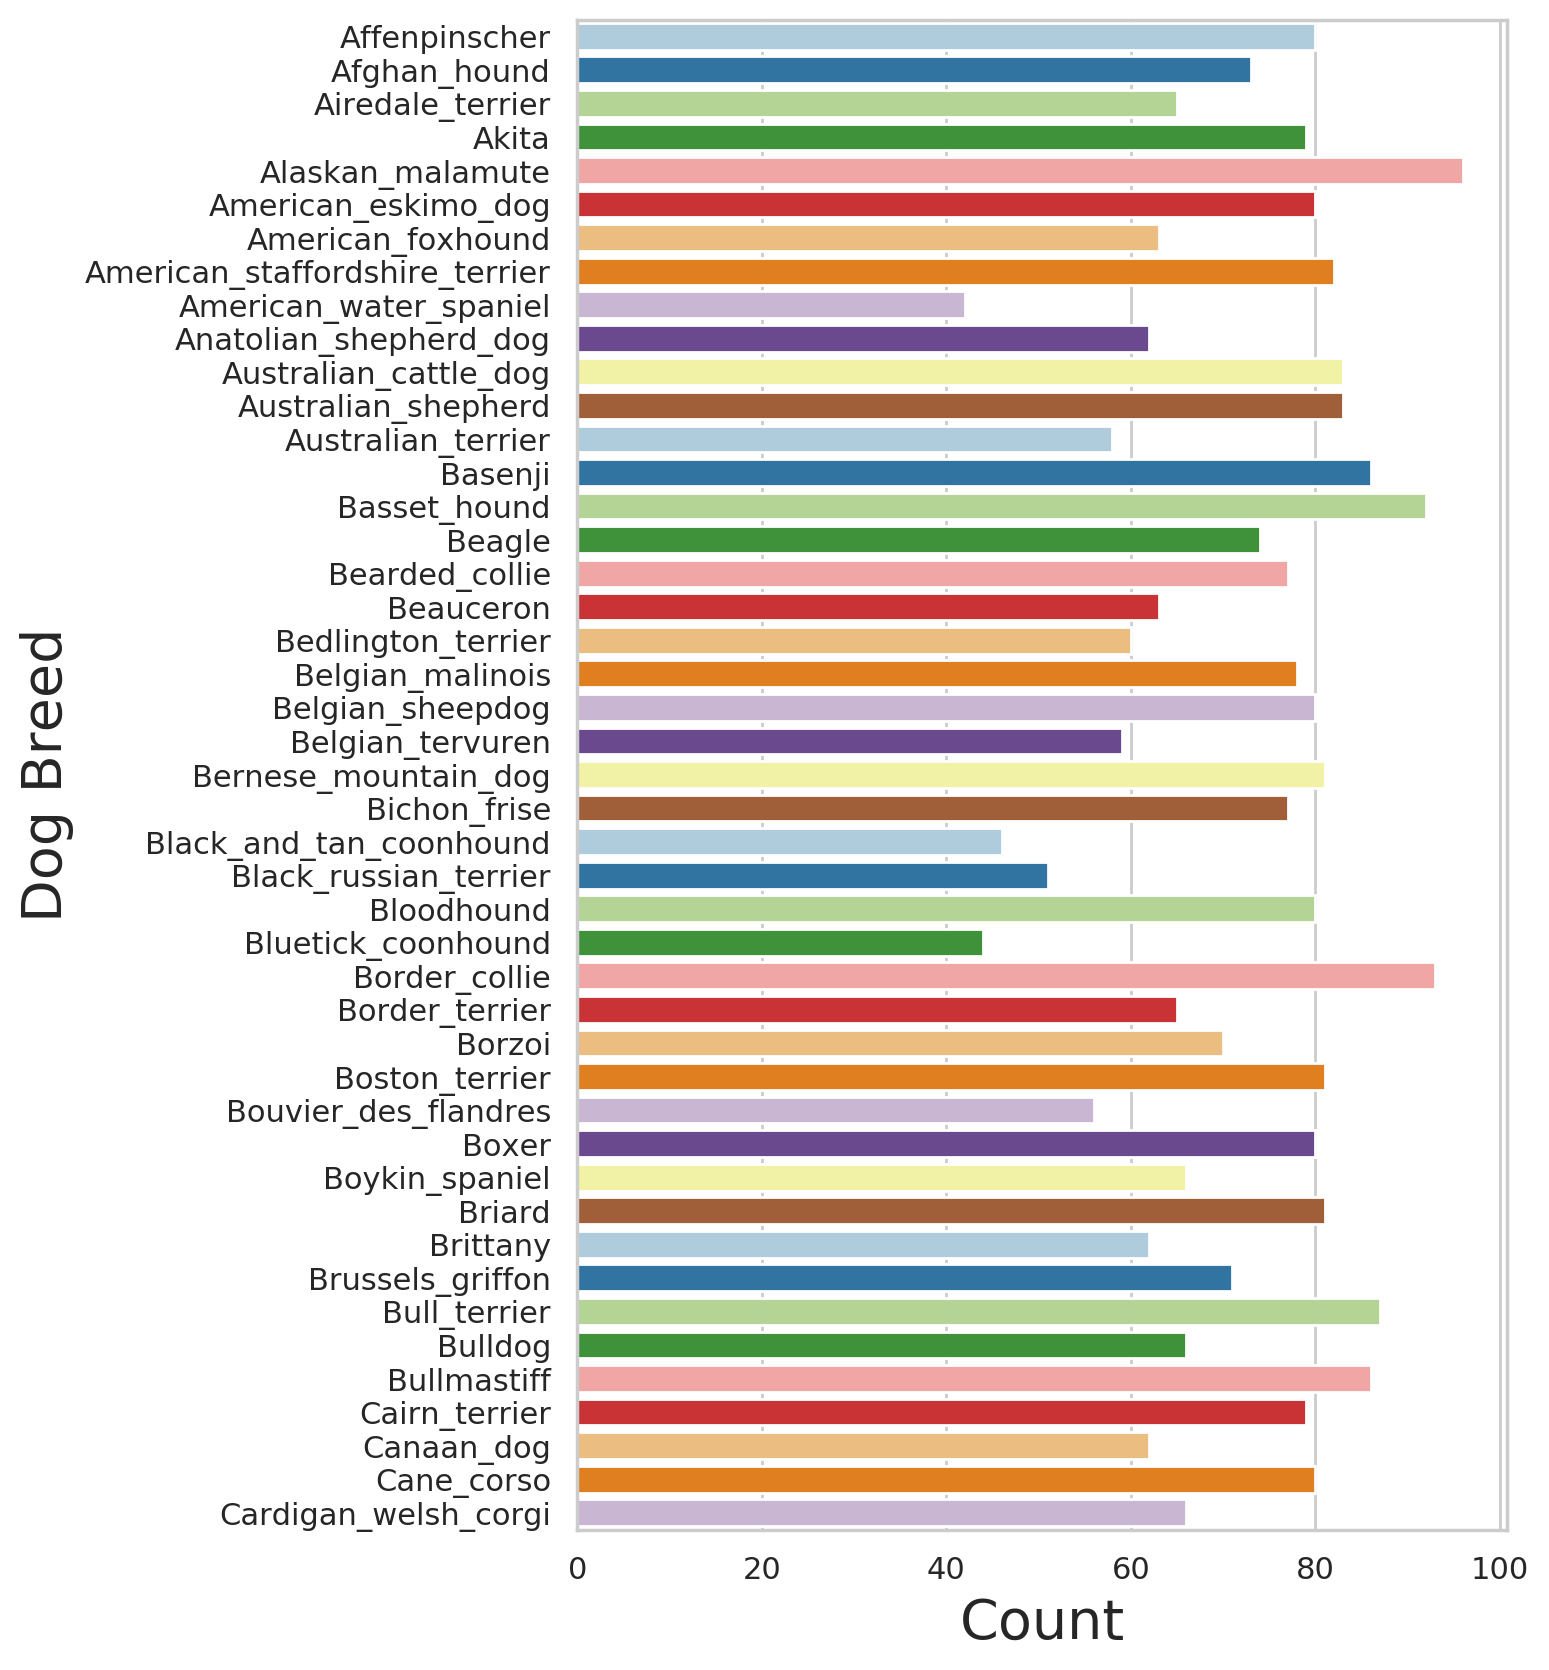 Affenpinscher
Afghan_hound
Airedale_terrier
Akita
Alaskan_malamute
American_eskimo_dog
American_foxhound
American_staffordshire_terrier
American_water_spaniel
Anatolian_shepherd_dog
Australian_cattle_dog
Australian_shepherd
Australian_terrier
Basenji
Basset_hound
Beagle
Bearded_collie
Beauceron
Bedlington_terrier
Belgian_malinois
Belgian_sheepdog
Belgian_tervuren
Bernese_mountain_dog
Bichon_frise
Black_and_tan_coonhound
Black_russian_terrier
Bloodhound
Bluetick_coonhound
Border_collie
Border_terrier
Borzoi
Boston_terrier
Bouvier_des_flandres
Boxer
Boykin_spaniel
Briard
Brittany
Brussels_griffon
Bull_terrier
Bulldog
Bullmastiff
Cairn_terrier
Canaan_dog
Cane_corso
Cardigan_welsh_corgi
Dog Breed
0 20 40 60 80 100
Count